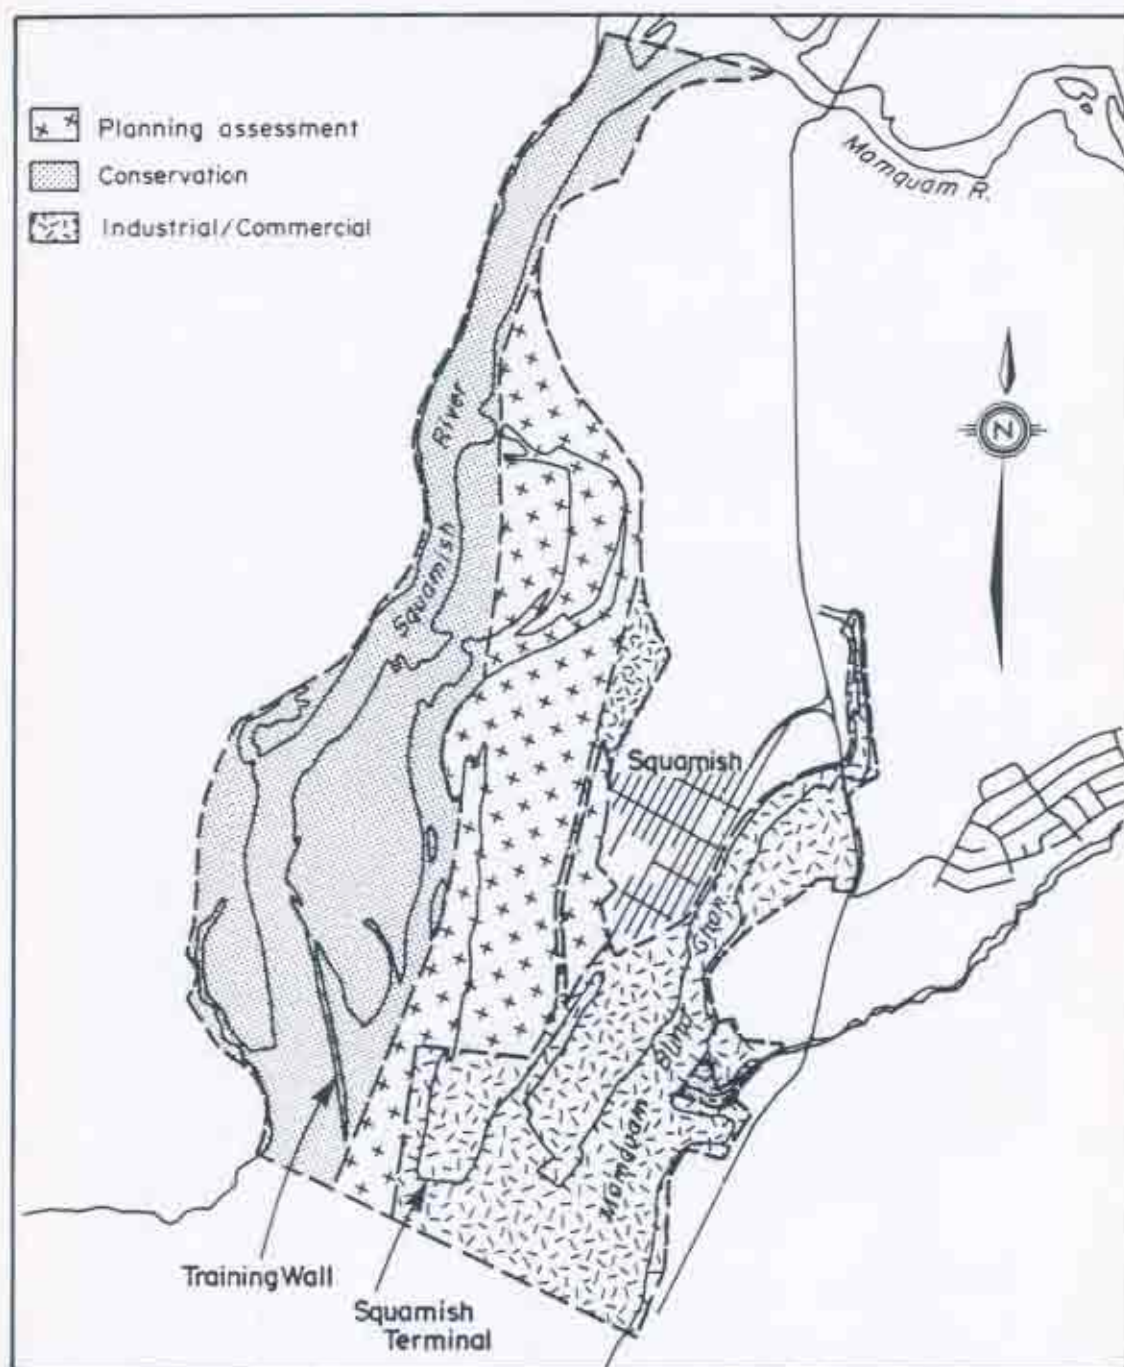 Planning assessment
Conservation
Industrial/Commercial
Mamquam R.
N
River
Squamish
Squamish
Mamquam Blind Chan.
Training Wall
Squamish
Terminal